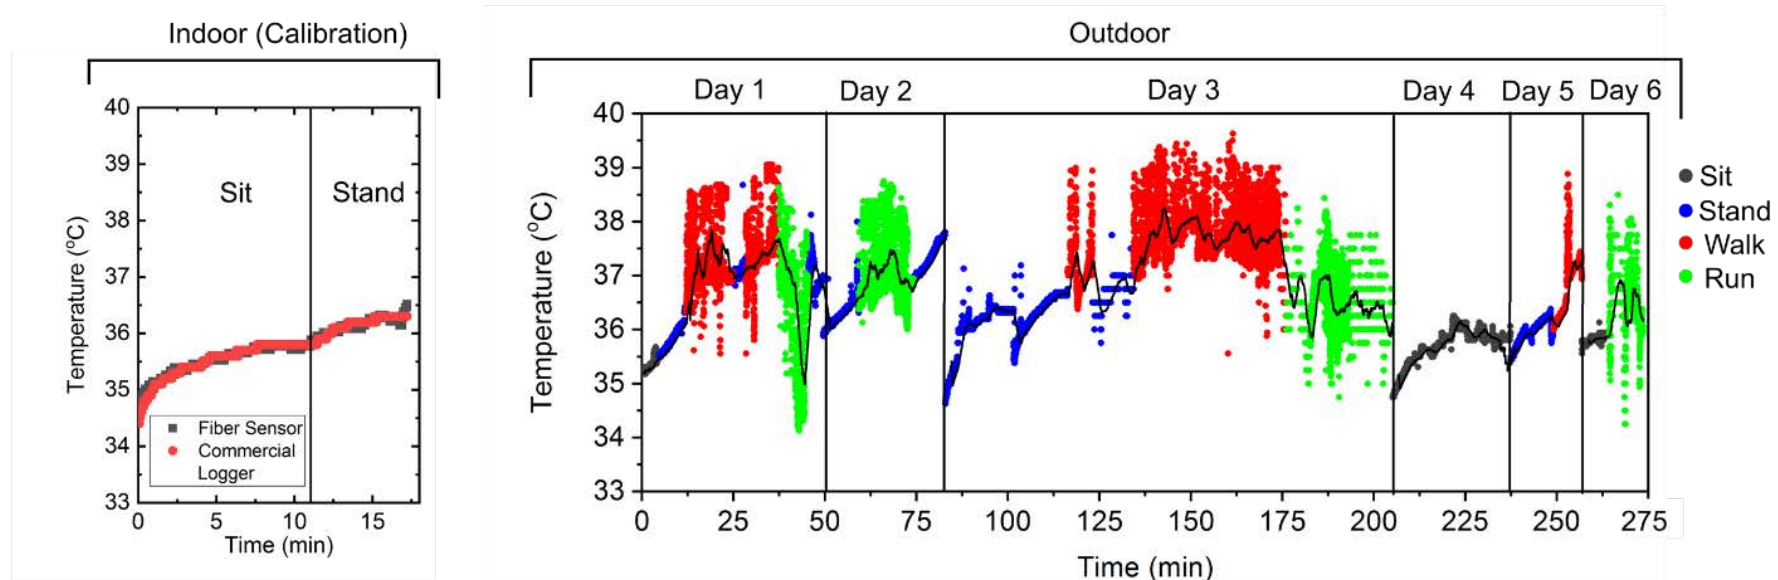 Indoor (Calibration)
40
39
38
37
36
35
34
33
Temperature (°C)
Sit
Stand
Fiber Sensor
Commercial
Logger
0
5
10
15
Time (min)
Outdoor
Day 1
Day 2
Day 3
Day 4
Day 5
Day 6
40
39
38
37
36
35
34
33
Temperature (°C)
0
25
50
75
100
125
150
175
200
225
250
275
Time (min)
Sit
Stand
Walk
Run